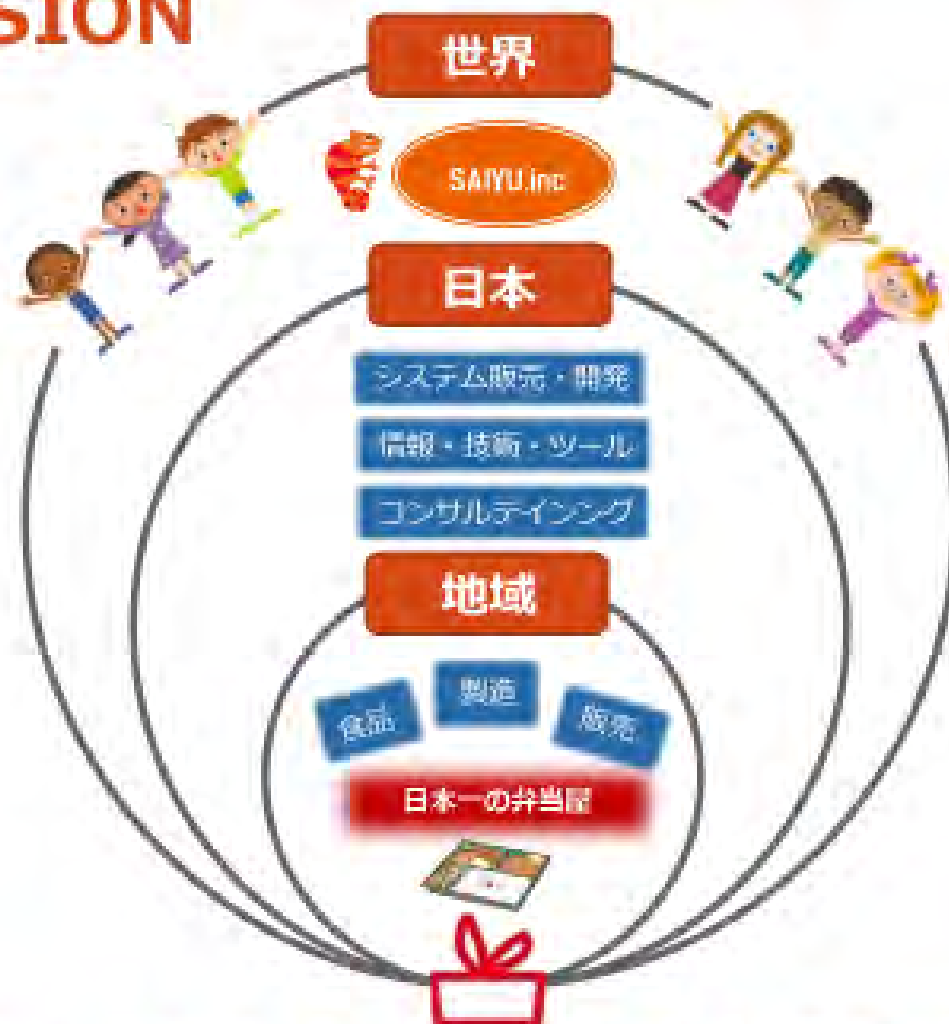 SION
世界
SAIYU.inc
日本
システム販売・開発
情報・技術・ツール
コンサルテインング
地域
食品
製造
販売
日本一の弁当屋